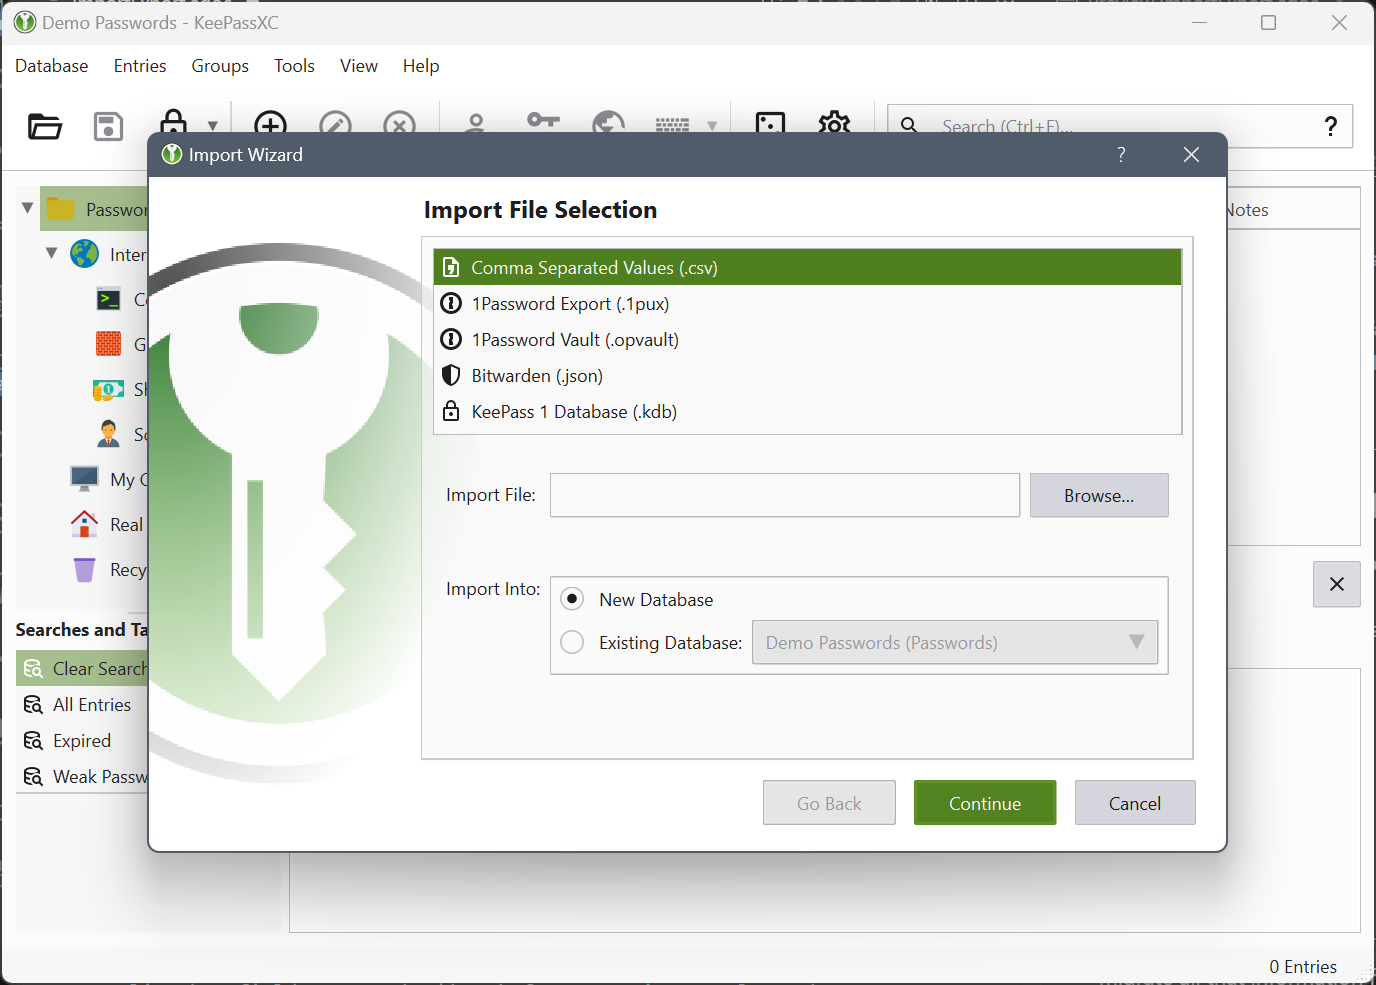 Demo Passwords - KeePassXC
Database Entries Groups Tools View Help
Search (Ctrl+F)... ?
Import Wizard ?
Import File Selection
Comma Separated Values (.csv)
1Password Export (.1pux)
1Password Vault (.opvault)
Bitwarden (.json)
KeePass 1 Database (.kdb)
Import File: Browse...
Import Into: New Database
Existing Database: Demo Passwords (Passwords)
Go Back Continue Cancel
Passwor
Inter
C
G
Sh
So
My C
Real
Recy
Searches and Ta
Clear Search
All Entries
Expired
Weak Passw
Notes
0 Entries